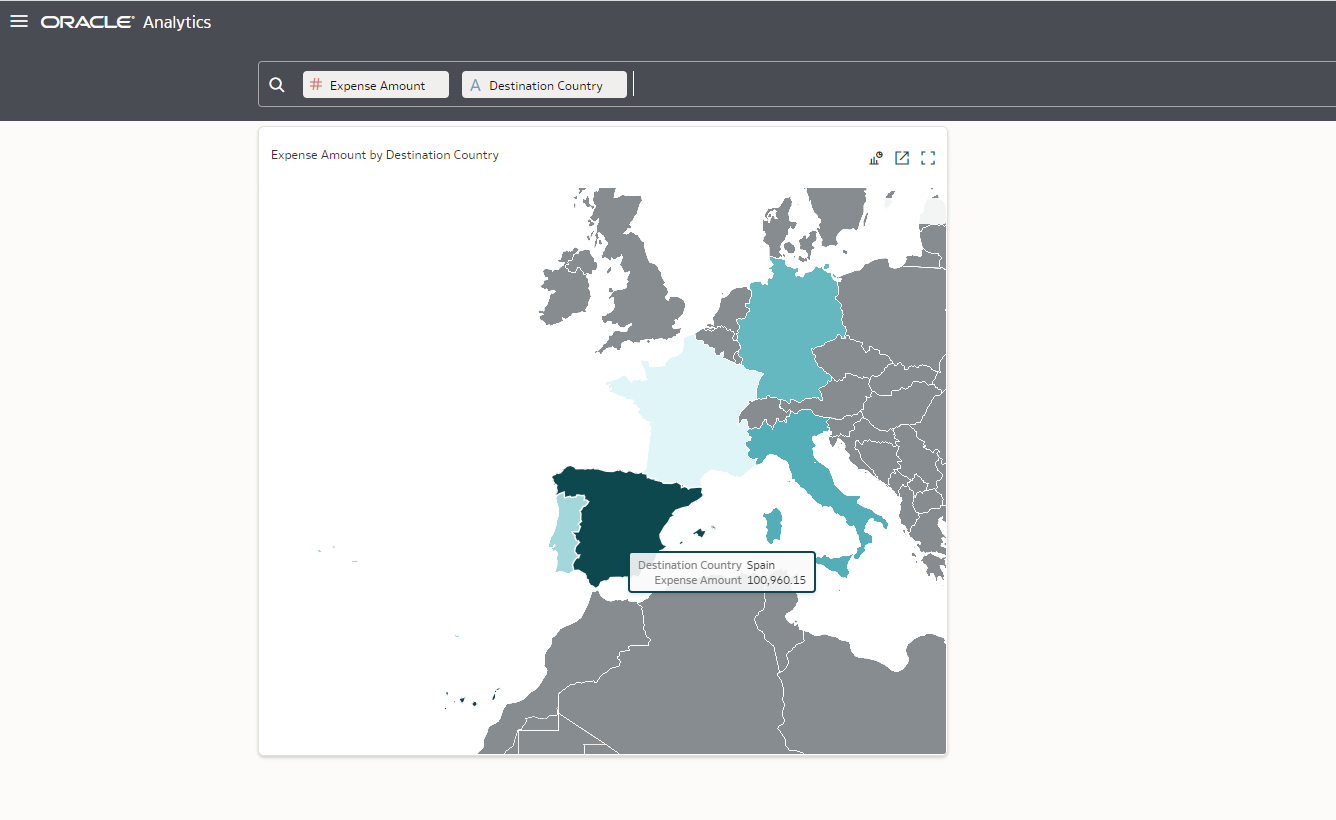 ORACLE® Analytics
# Expense Amount A Destination Country
Expense Amount by Destination Country
Destination Country Spain
Expense Amount 100,960.15